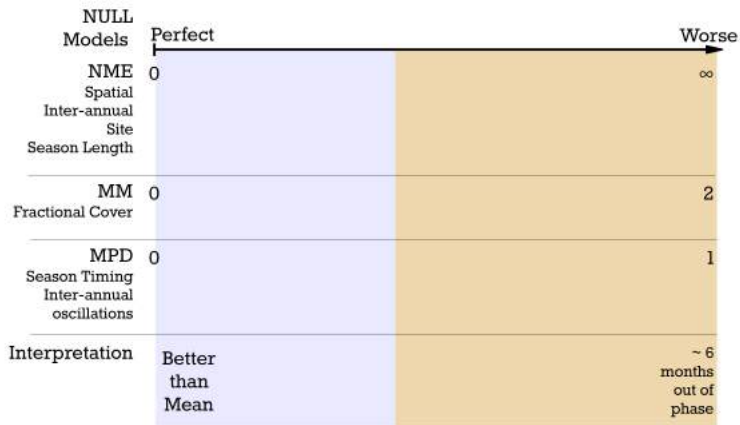 NULL
Models
Perfect
Worse
NME 0 ∞
Spatial
Inter-annual
Site
Season Length
MM 0 2
Fractional Cover
MPD 0 1
Season Timing
Inter-annual
oscillations
Interpretation
Better
than
Mean
~ 6
months
out of
phase